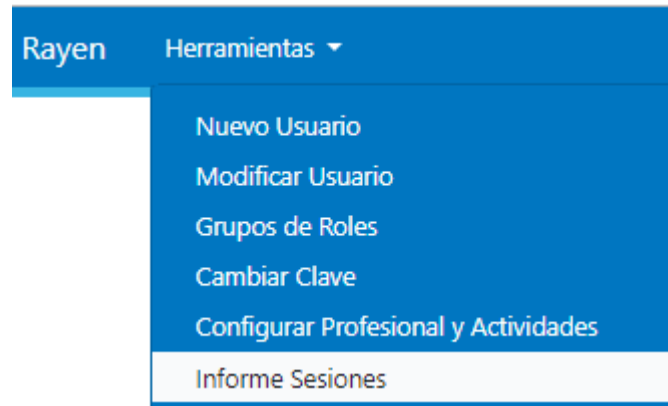 Rayen Herramientas
Nuevo Usuario
Modificar Usuario
Grupos de Roles
Cambiar Clave
Configurar Profesional y Actividades
Informe Sesiones